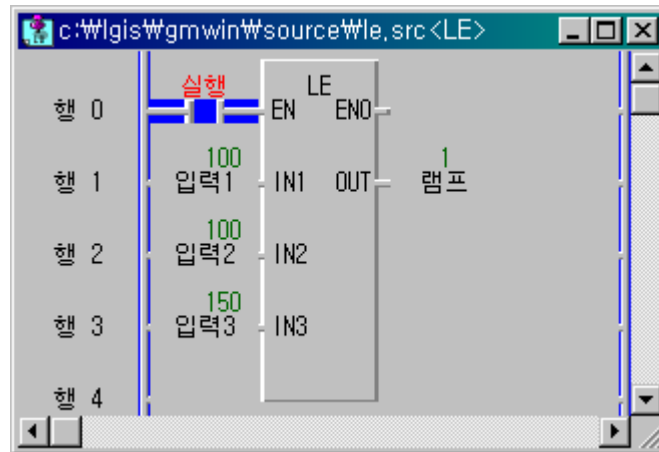 c:₩lgis₩gmwin₩source₩le.src<LE>
실행 LE
행 0 EN ENO
100 1
행 1 입력1 IN1 OUT 램프
100
행 2 입력2 IN2
150
행 3 입력3 IN3
행 4